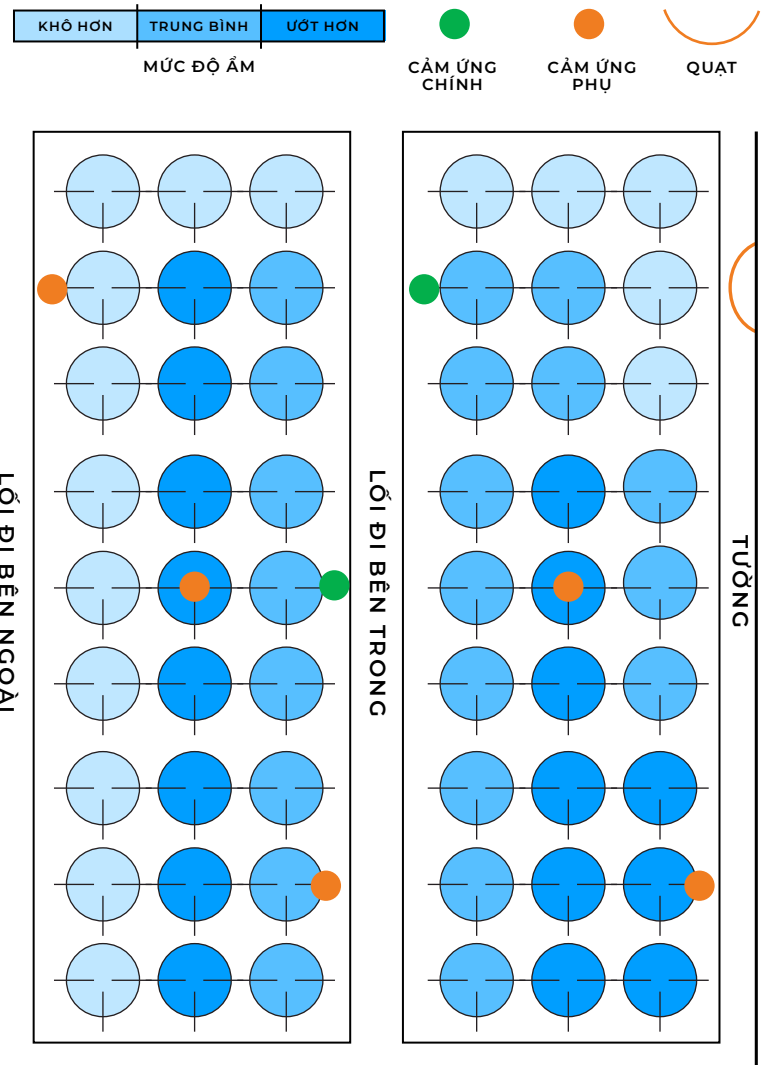 KHÔ HƠN
TRUNG BÌNH
ƯỚT HƠN
MỨC ĐỘ ẨM
CẢM ỨNG
CHÍNH
CẢM ỨNG
PHỤ
QUẠT
LỐI ĐI BÊN NGOÀI
LỐI ĐI BÊN TRONG
TƯỜNG